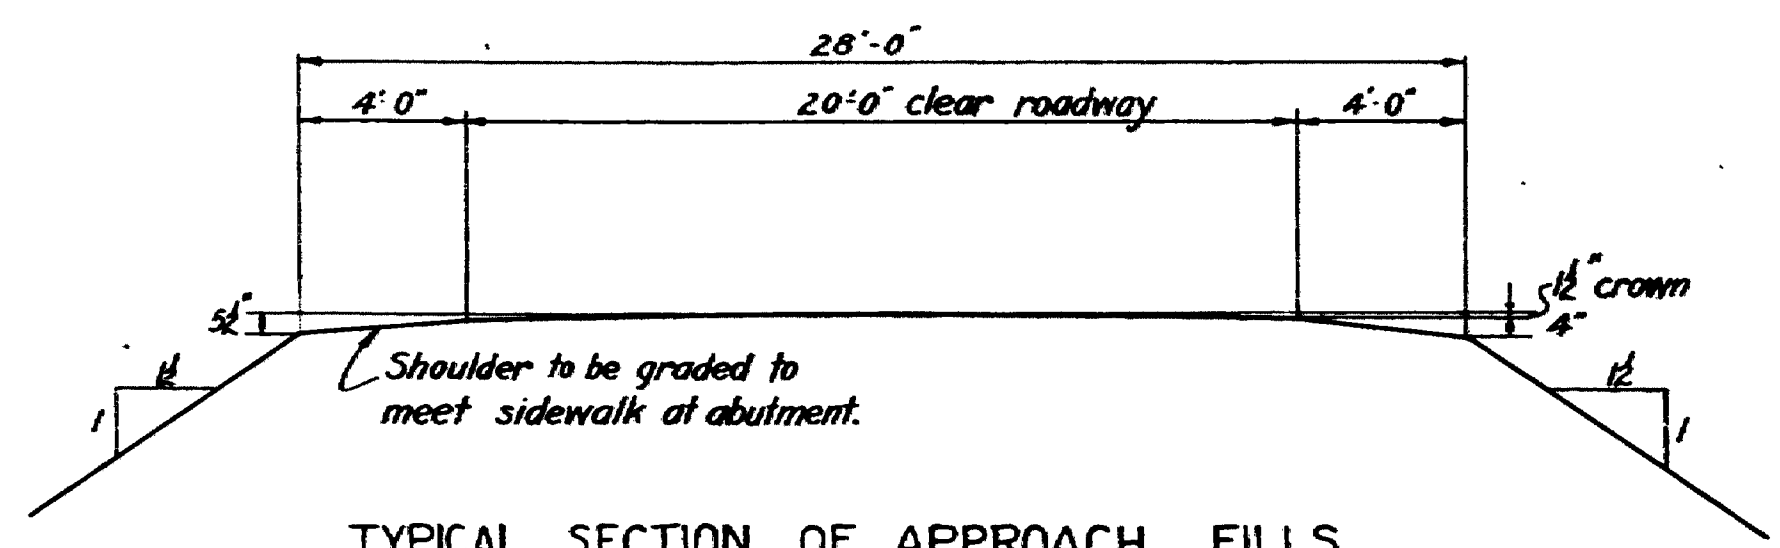 28'-0"
4'-0" 20'-0" clear roadway 4'-0"
1½" crown
5½"
4"
Shoulder to be graded to
meet sidewalk at abutment.
1½
1
1½
1
TYPICAL SECTION OF APPROACH FILLS